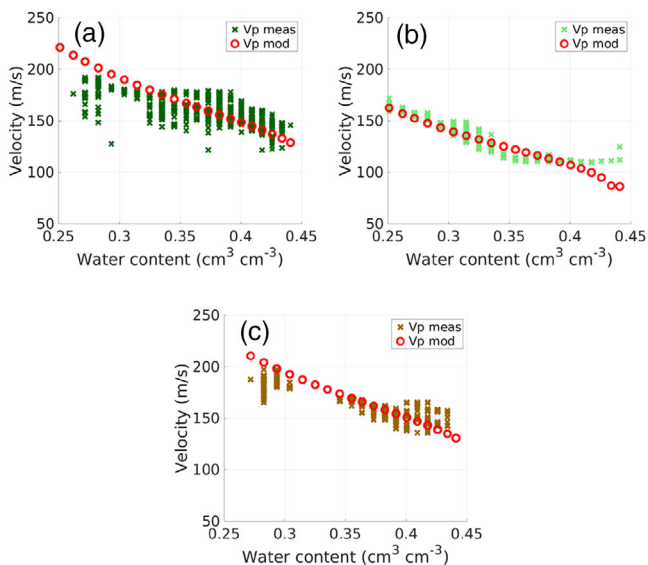 (a)
Vp meas
Vp mod
250
200
150
100
50
Velocity (m/s)
0.25
0.3
0.35
0.4
0.45
Water content (cm³ cm⁻³)
(b)
Vp meas
Vp mod
250
200
150
100
50
Velocity (m/s)
0.25
0.3
0.35
0.4
0.45
Water content (cm³ cm⁻³)
(c)
Vp meas
Vp mod
250
200
150
100
50
Velocity (m/s)
0.25
0.3
0.35
0.4
0.45
Water content (cm³ cm⁻³)